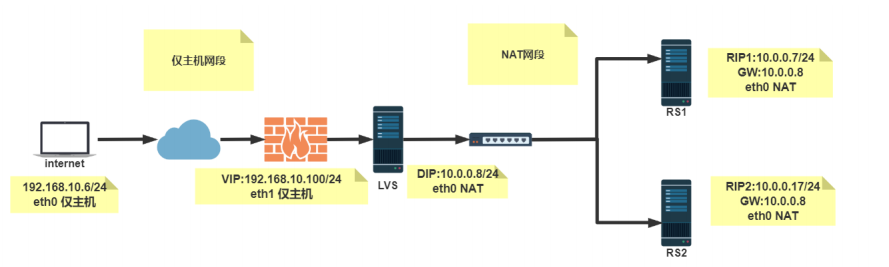 仅主机网段
NAT网段
RIP1:10.0.0.7/24
GW:10.0.0.8
eth0 NAT
RS1
internet
192.168.10.6/24
eth0 仅主机
VIP:192.168.10.100/24
eth1 仅主机
LVS
DIP:10.0.0.8/24
eth0 NAT
RIP2:10.0.0.17/24
GW:10.0.0.8
eth0 NAT
RS2